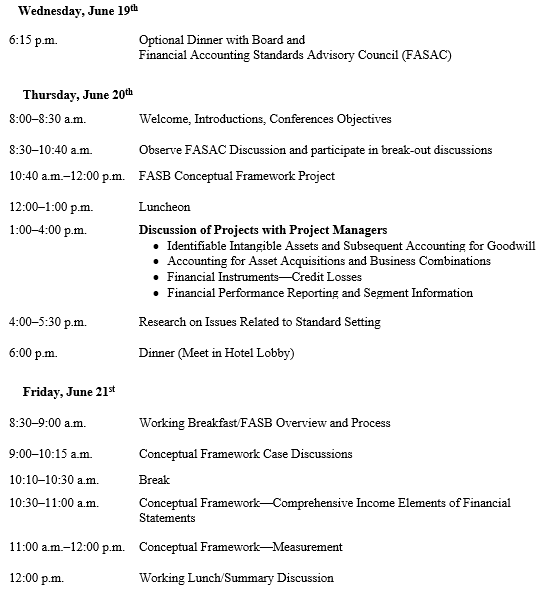 Wednesday, June 19th
6:15 p.m. Optional Dinner with Board and
Financial Accounting Standards Advisory Council (FASAC)
Thursday, June 20th
8:00–8:30 a.m. Welcome, Introductions, Conferences Objectives
8:30–10:40 a.m. Observe FASAC Discussion and participate in break-out discussions
10:40 a.m.–12:00 p.m. FASB Conceptual Framework Project
12:00–1:00 p.m. Luncheon
1:00–4:00 p.m. Discussion of Projects with Project Managers
• Identifiable Intangible Assets and Subsequent Accounting for Goodwill
• Accounting for Asset Acquisitions and Business Combinations
• Financial Instruments—Credit Losses
• Financial Performance Reporting and Segment Information
4:00–5:30 p.m. Research on Issues Related to Standard Setting
6:00 p.m. Dinner (Meet in Hotel Lobby)
Friday, June 21st
8:30–9:00 a.m. Working Breakfast/FASB Overview and Process
9:00–10:15 a.m. Conceptual Framework Case Discussions
10:10–10:30 a.m. Break
10:30–11:00 a.m. Conceptual Framework—Comprehensive Income Elements of Financial
Statements
11:00 a.m.–12:00 p.m. Conceptual Framework—Measurement
12:00 p.m. Working Lunch/Summary Discussion